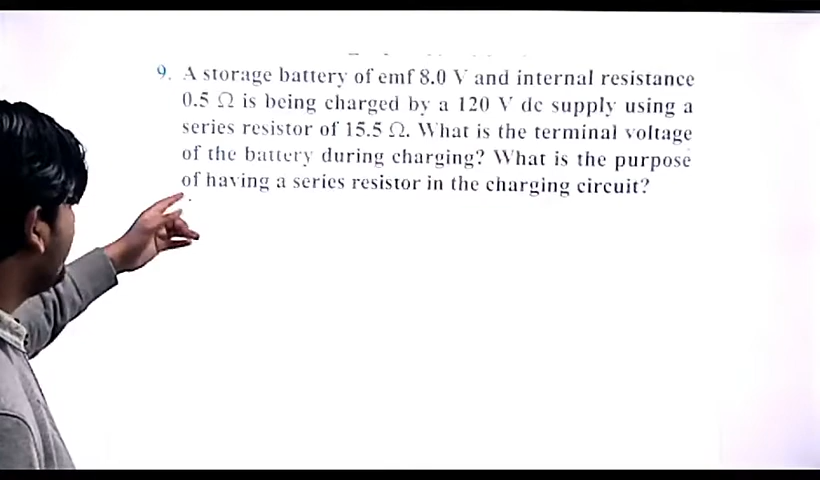 9. A storage battery of emf 8.0 V and internal resistance
0.5 Ω is being charged by a 120 V dc supply using a
series resistor of 15.5 Ω. What is the terminal voltage
of the battery during charging? What is the purpose
of having a series resistor in the charging circuit?